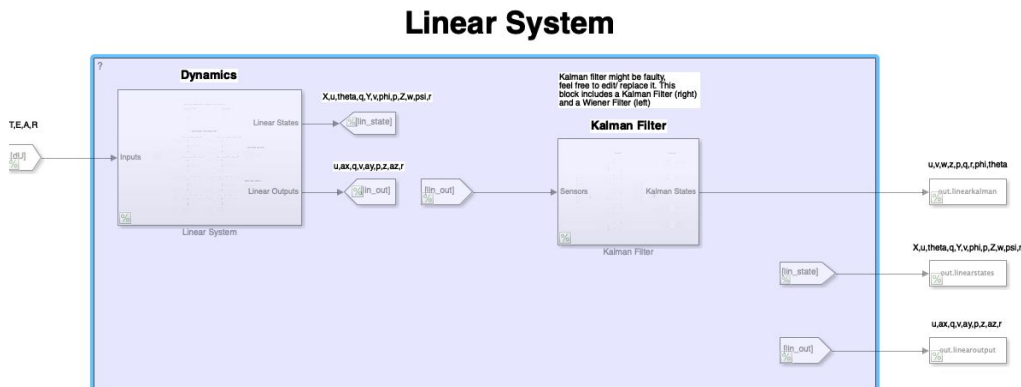 Linear System
?
Dynamics
Kalman filter might be faulty,
feel free to edit/ replace it. This
block includes a Kalman Filter (right)
and a Wiener Filter (left)
X,u,theta,q,Y,v,phi,p,Z,w,psi,r
T,E,A,R
Linear States
[lin_state]
Kalman Filter
[dU]
Inputs
u,ax,q,v,ay,p,z,az,r
u,v,w,z,p,q,r,phi,theta
Linear Outputs
[lin_out]
[lin_out]
Sensors
Kalman States
out.linearkalman
Linear System
Kalman Filter
X,u,theta,q,Y,v,phi,p,Z,w,psi,r
[lin_state]
out.linearstates
u,ax,q,v,ay,p,z,az,r
[lin_out]
out.linearoutput